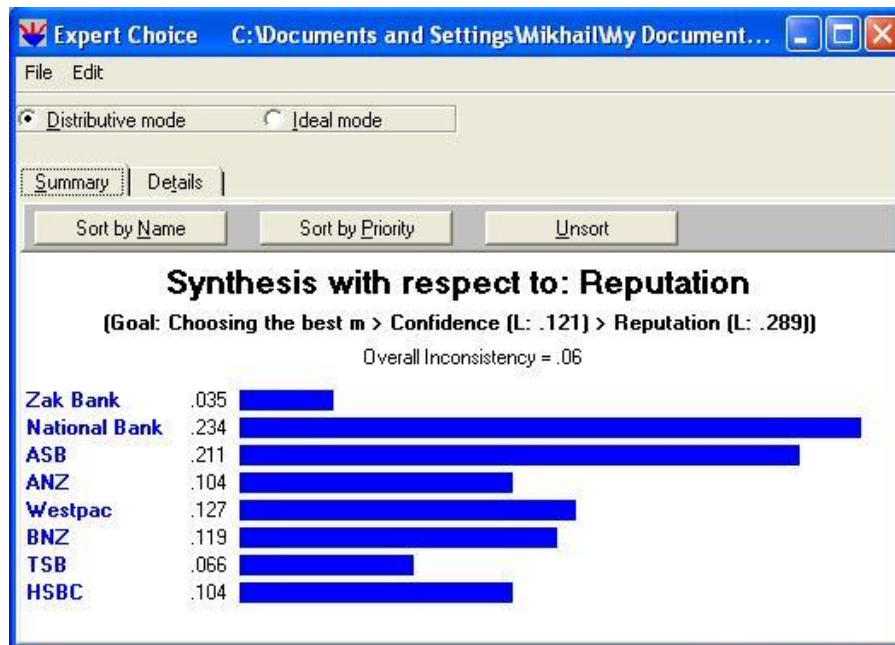 Expert Choice C:\Documents and Settings\Mikhail\My Document...
File Edit
Distributive mode Ideal mode
Summary Details
Sort by Name Sort by Priority Unsort
Synthesis with respect to: Reputation
(Goal: Choosing the best m > Confidence (L: .121) > Reputation (L: .289))
Overall Inconsistency = .06
Zak Bank .035
National Bank .234
ASB .211
ANZ .104
Westpac .127
BNZ .119
TSB .066
HSBC .104